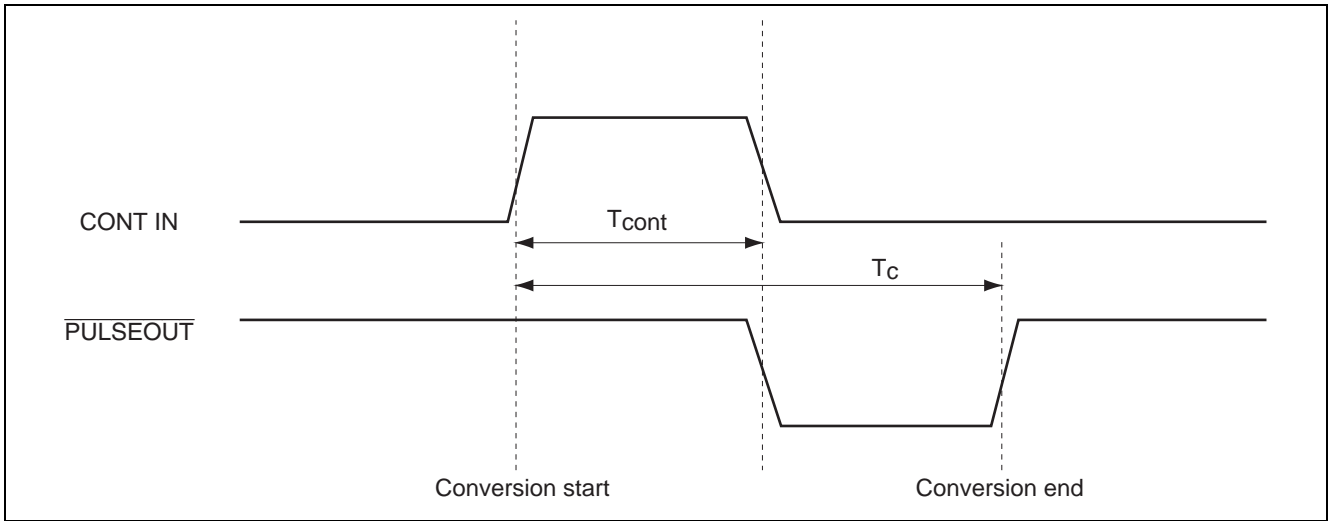 CONT IN
Tcont
TC
PULSEOUT
Conversion start
Conversion end